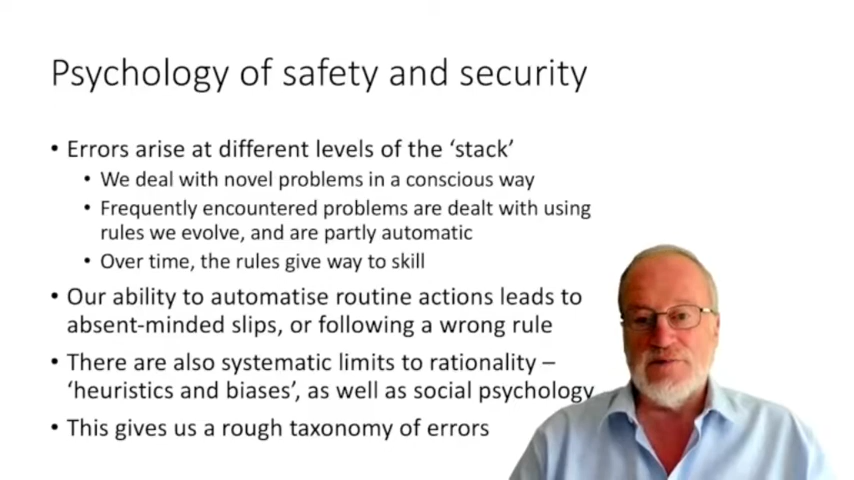 Psychology of safety and security
• Errors arise at different levels of the ‘stack’
• We deal with novel problems in a conscious way
• Frequently encountered problems are dealt with using
rules we evolve, and are partly automatic
• Over time, the rules give way to skill
• Our ability to automatise routine actions leads to
absent-minded slips, or following a wrong rule
• There are also systematic limits to rationality –
‘heuristics and biases’, as well as social psychology
• This gives us a rough taxonomy of errors